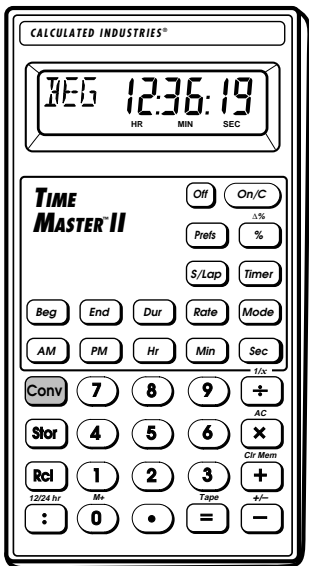 CALCULATED INDUSTRIES®
BEG 12:36:19
HR MIN SEC
TIME
MASTER™ II
Off On/C
Δ%
Prefs %
S/Lap Timer
Beg End Dur Rate Mode
AM PM Hr Min Sec
1/x
Conv 7 8 9 ÷
AC
Stor 4 5 6 ×
Clr Mem
Rcl 1 2 3 +
12/24 hr M+ Tape +/–
: 0 • = –